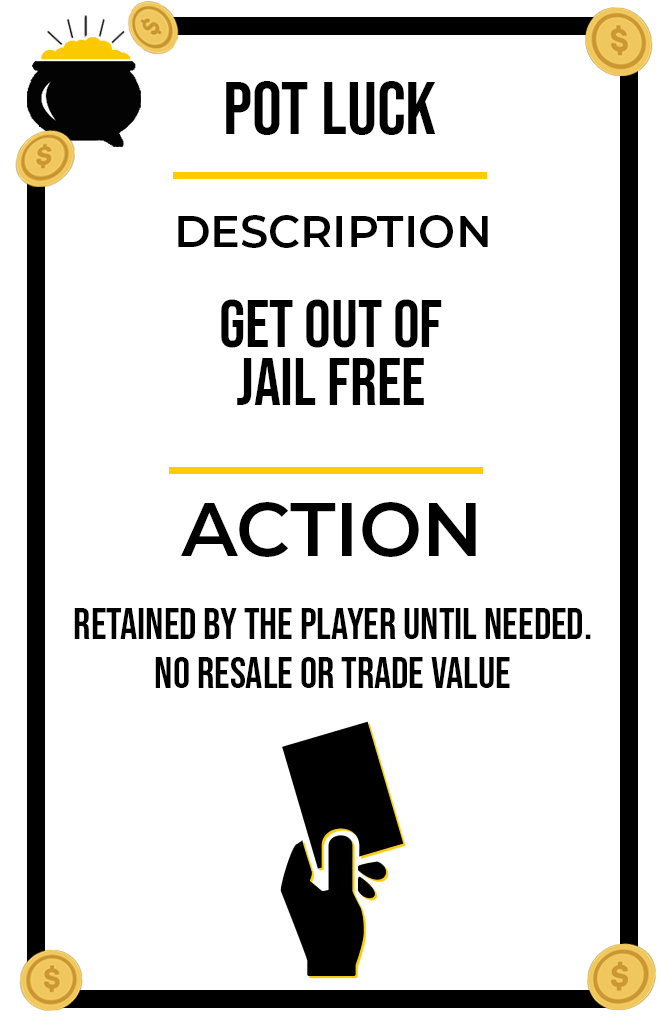 POT LUCK
DESCRIPTION
GET OUT OF
JAIL FREE
ACTION
RETAINED BY THE PLAYER UNTIL NEEDED.
NO RESALE OR TRADE VALUE
$
$
$
$
$